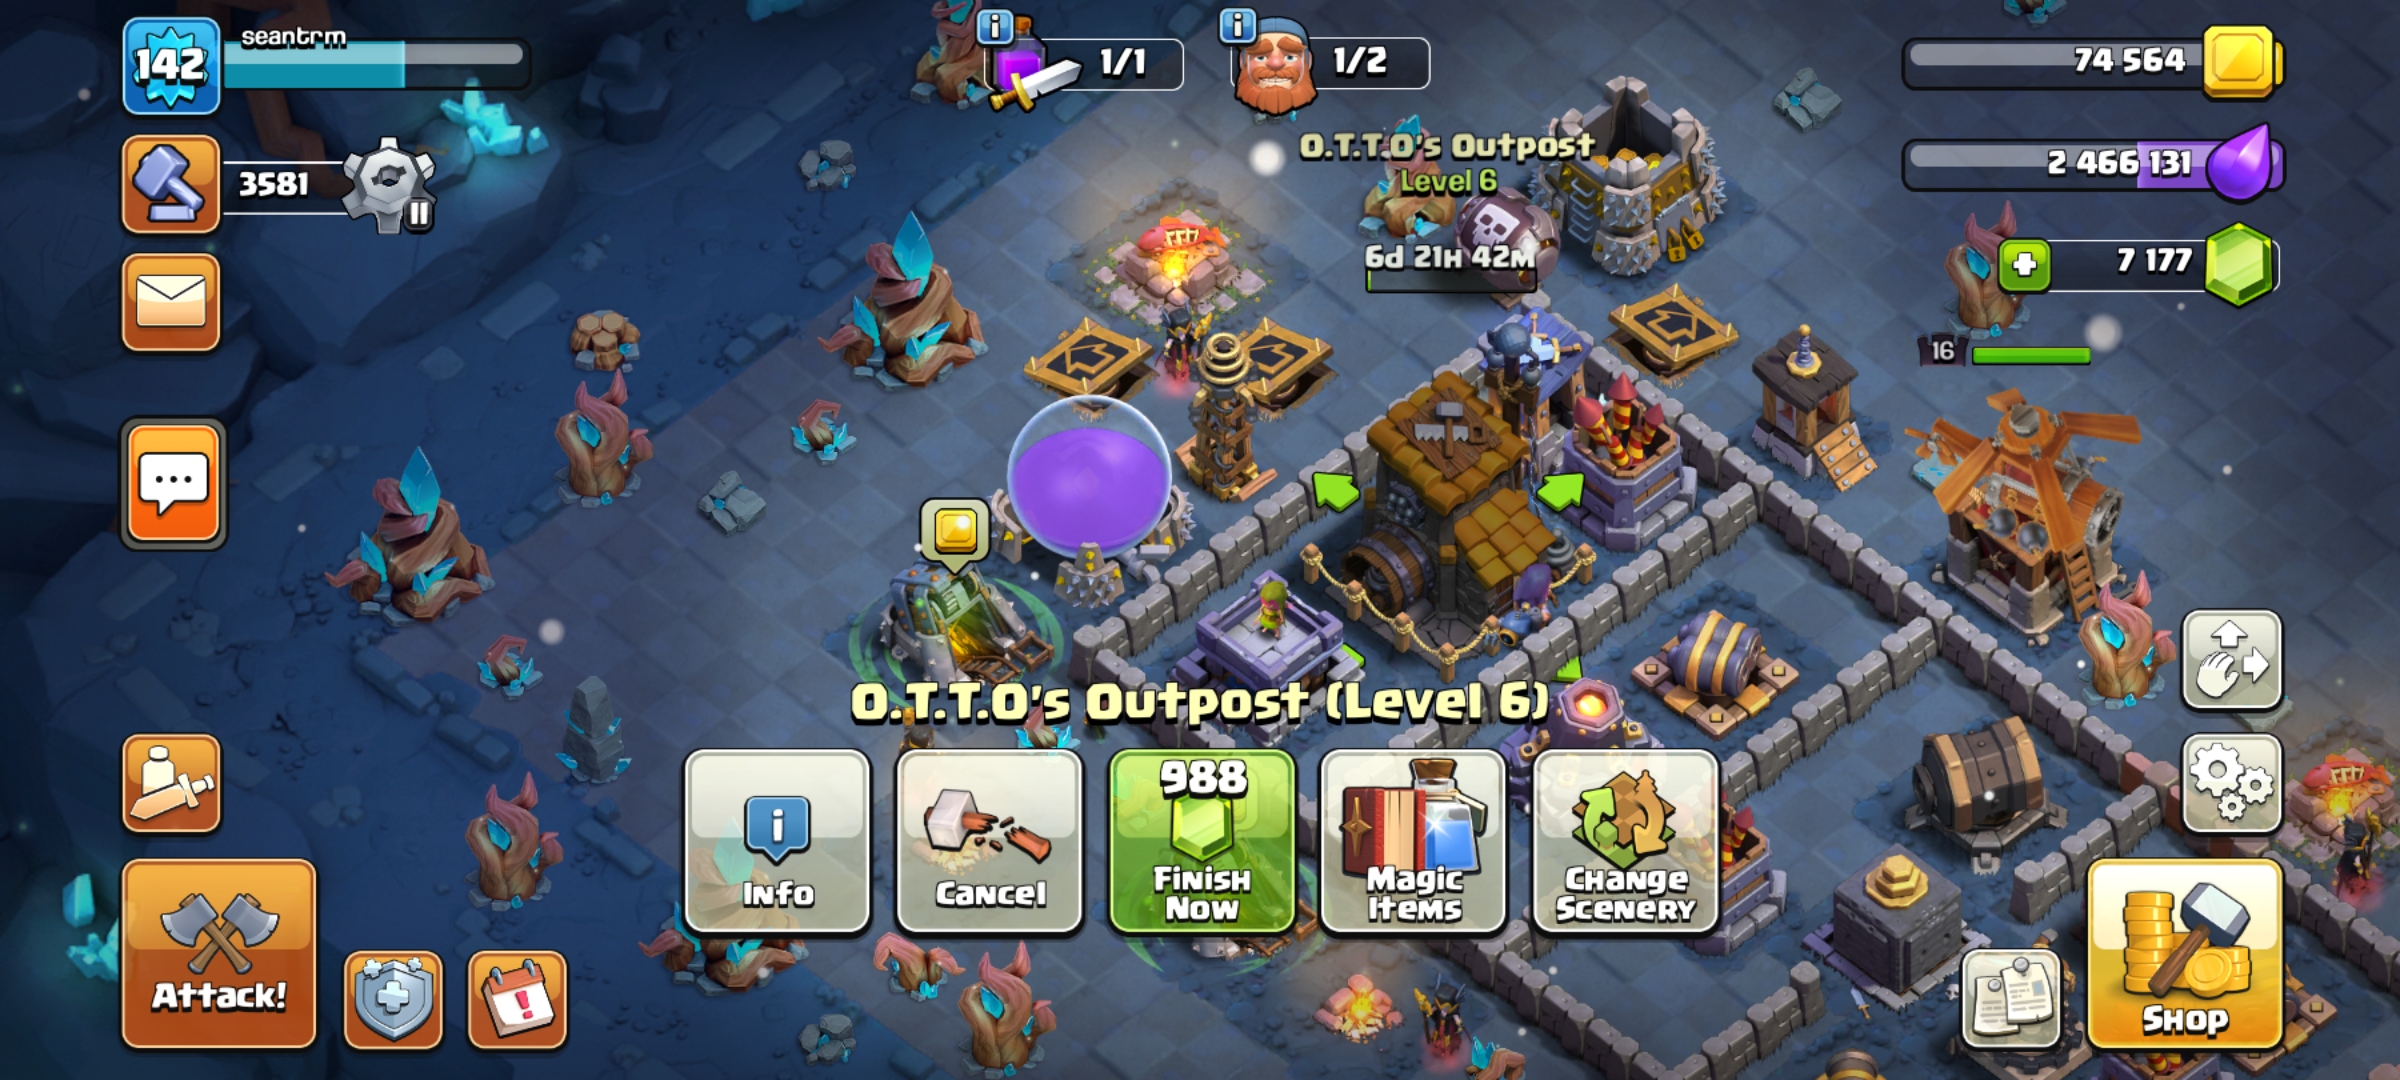 142
seantrm
1/1
1/2
74 564
3581
O.T.T.O's Outpost
Level 6
2 466 131
6d 21H 42M
7 177
16
O.T.T.O's Outpost (Level 6)
Info
Cancel
988
Finish
Now
Magic
Items
Change
Scenery
Attack!
Shop